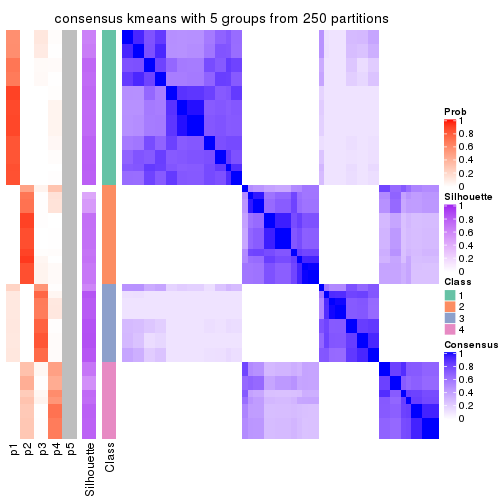 consensus kmeans with 5 groups from 250 partitions
Prob
1
0.8
0.6
0.4
0.2
0
Silhouette
1
0.8
0.6
0.4
0.2
0
Class
1
2
3
4
Consensus
1
0.8
0.6
0.4
0.2
0
p1
p2
p3
p4
p5
Silhouette
Class